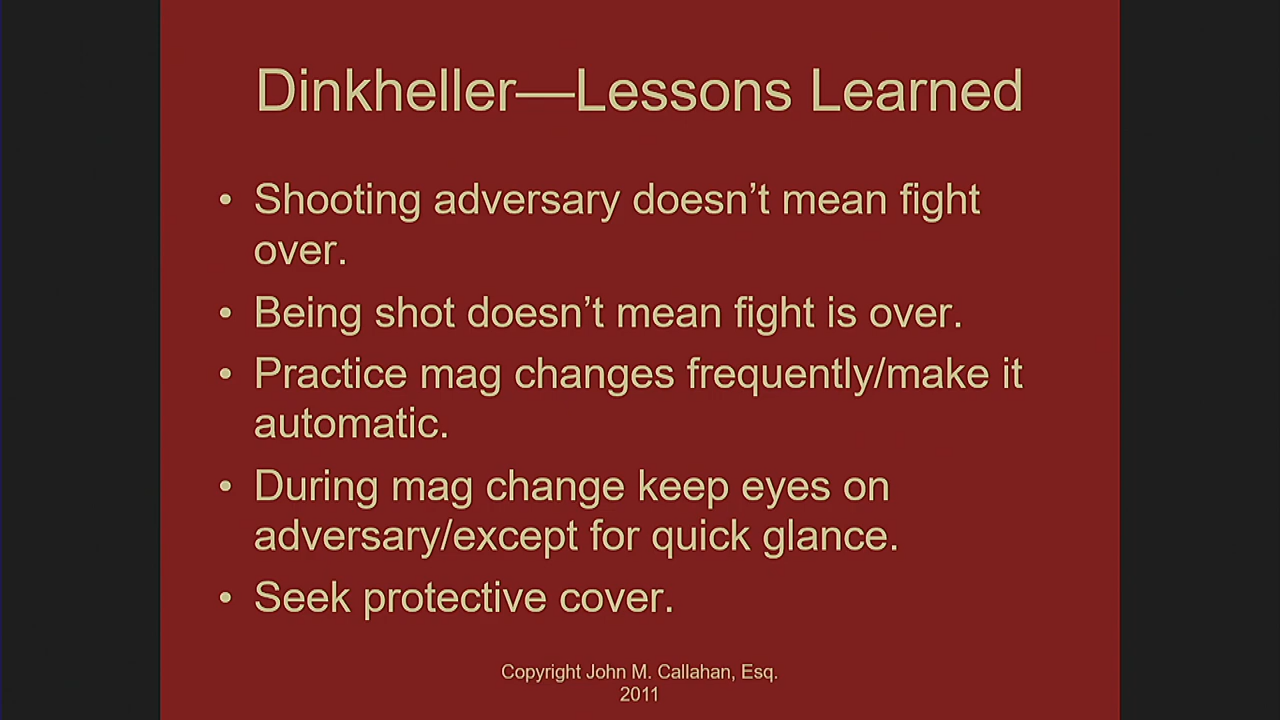 Dinkheller—Lessons Learned
• Shooting adversary doesn’t mean fight
over.
• Being shot doesn’t mean fight is over.
• Practice mag changes frequently/make it
automatic.
• During mag change keep eyes on
adversary/except for quick glance.
• Seek protective cover.
Copyright John M. Callahan, Esq.
2011